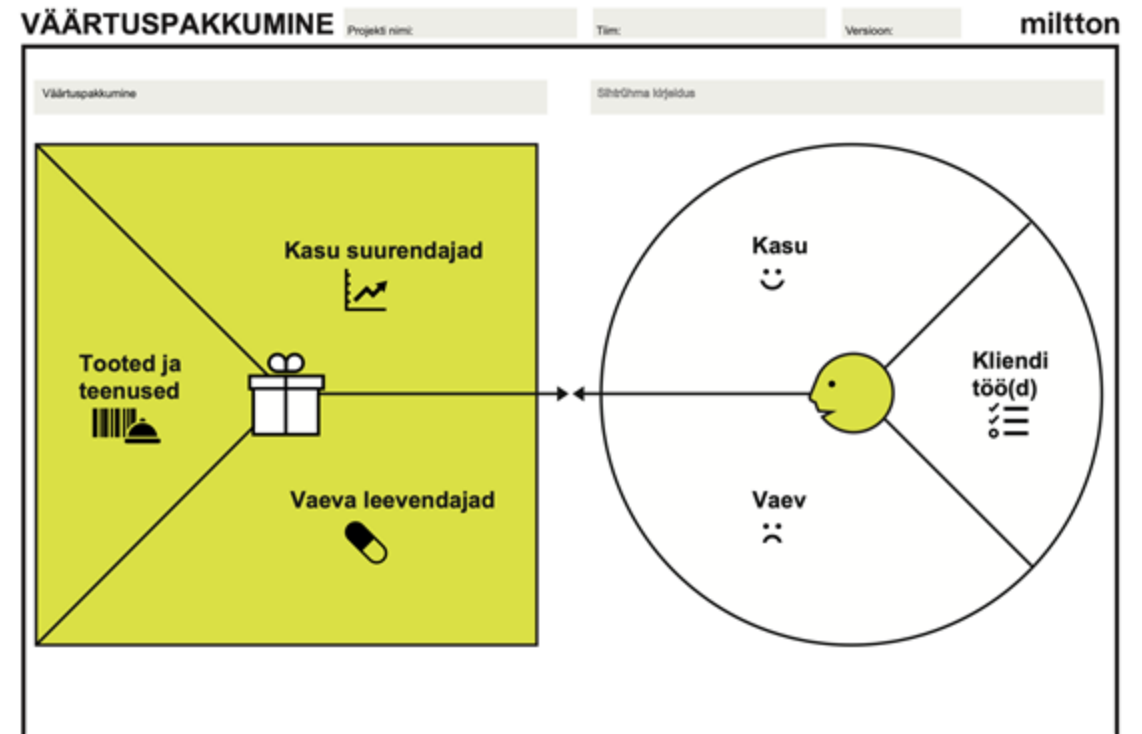 VÄÄRTUSPAKKUMINE
Projekti nimi:
Tiim:
Versioon:
miltton
Väärtuspakkumine
Sihtrühma kirjeldus
Kasu suurendajad
Tooted ja
teenused
Vaeva leevendajad
Kasu
Kliendi
töö(d)
Vaev